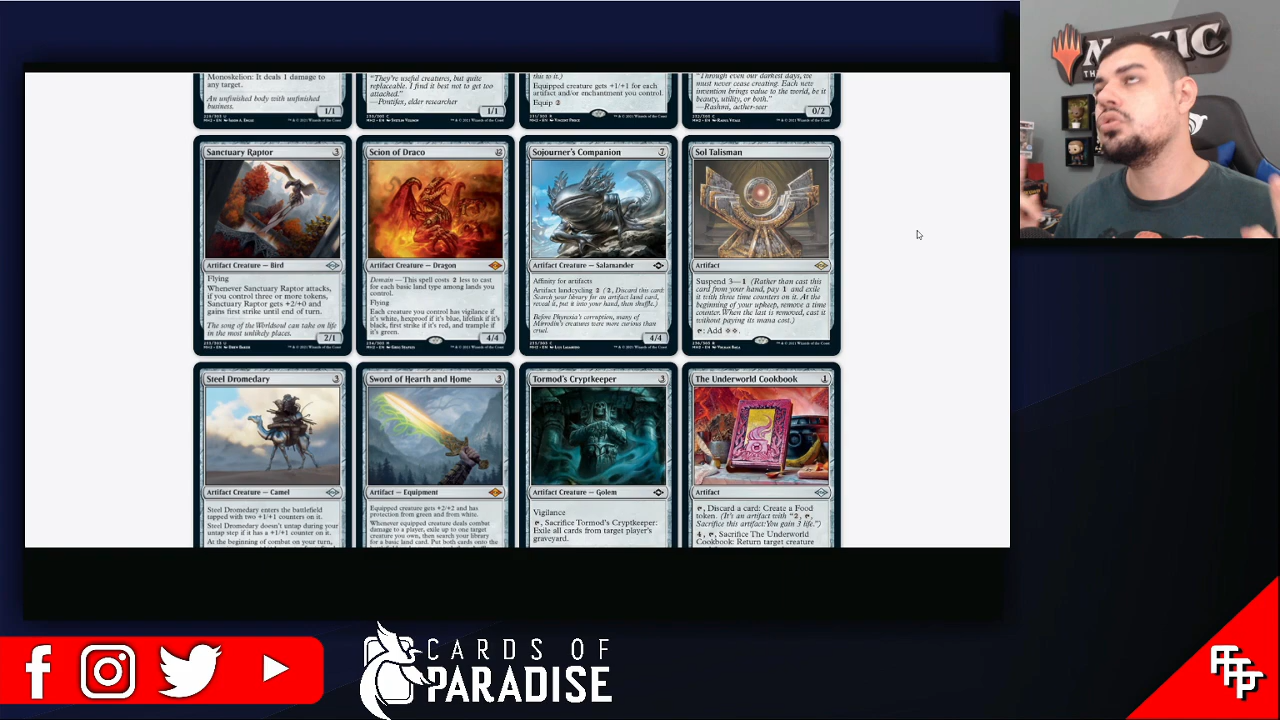 Monoskelion: It deals 1 damage to
any target.
An unfinished body with unfinished
business.
1/1
"They're useful creatures, but quite
replaceable. I find it best not to get too
attached."
—Pontifex, elder researcher
1/1
this to it.)
Equipped creature gets +1/+1 for each
artifact and/or enchantment you control.
Equip 2
"Through even our darkest days, we
must never cease creating. Each new
invention brings value to the world, be it
beauty, utility, or both."
—Rashmi, aether-seer
0/2
Sanctuary Raptor 3
Artifact Creature — Bird
Flying
Whenever Sanctuary Raptor attacks,
if you control three or more tokens,
Sanctuary Raptor gets +2/+0 and
gains first strike until end of turn.
The song of the Worldsoul can take on life
in the most unlikely places.
2/1
Scion of Draco 12
Artifact Creature — Dragon
Domain — This spell costs 2 less to cast
for each basic land type among lands you
control.
Flying
Each creature you control has vigilance if
it's white, hexproof if it's blue, lifelink if it's
black, first strike if it's red, and trample if
it's green.
4/4
Sojourner's Companion 7
Artifact Creature — Salamander
Affinity for artifacts
Artifact landcycling 2 (2, Discard this card:
Search your library for an artifact land card,
reveal it, put it into your hand, then shuffle.)
Before Phyrexia's corruption, many of
Mirrodin's creatures were more curious than
cruel.
4/4
Sol Talisman
Artifact
Suspend 3—1 (Rather than cast this
card from your hand, pay 1 and exile
it with three time counters on it. At the
beginning of your upkeep, remove a time
counter. When the last is removed, cast it
without paying its mana cost.)
: Add .
Steel Dromedary 3
Artifact Creature — Camel
Steel Dromedary enters the battlefield
tapped with two +1/+1 counters on it.
Steel Dromedary doesn't untap during your
untap step if it has a +1/+1 counter on it.
At the beginning of combat on your turn,
Sword of Hearth and Home 3
Artifact — Equipment
Equipped creature gets +2/+2 and has
protection from green and from white.
Whenever equipped creature deals combat
damage to a player, exile up to one target
creature you own, then search your library
for a basic land card. Put both cards onto the
Tormod's Cryptkeeper 3
Artifact Creature — Golem
Vigilance
, Sacrifice Tormod's Cryptkeeper:
Exile all cards from target player's
graveyard.
The Underworld Cookbook 1
Artifact
, Discard a card: Create a Food
token. (It's an artifact with "2, ,
Sacrifice this artifact: You gain 3 life.")
4, , Sacrifice The Underworld
Cookbook: Return target creature
MAGIC
CARDS OF
PARADISE